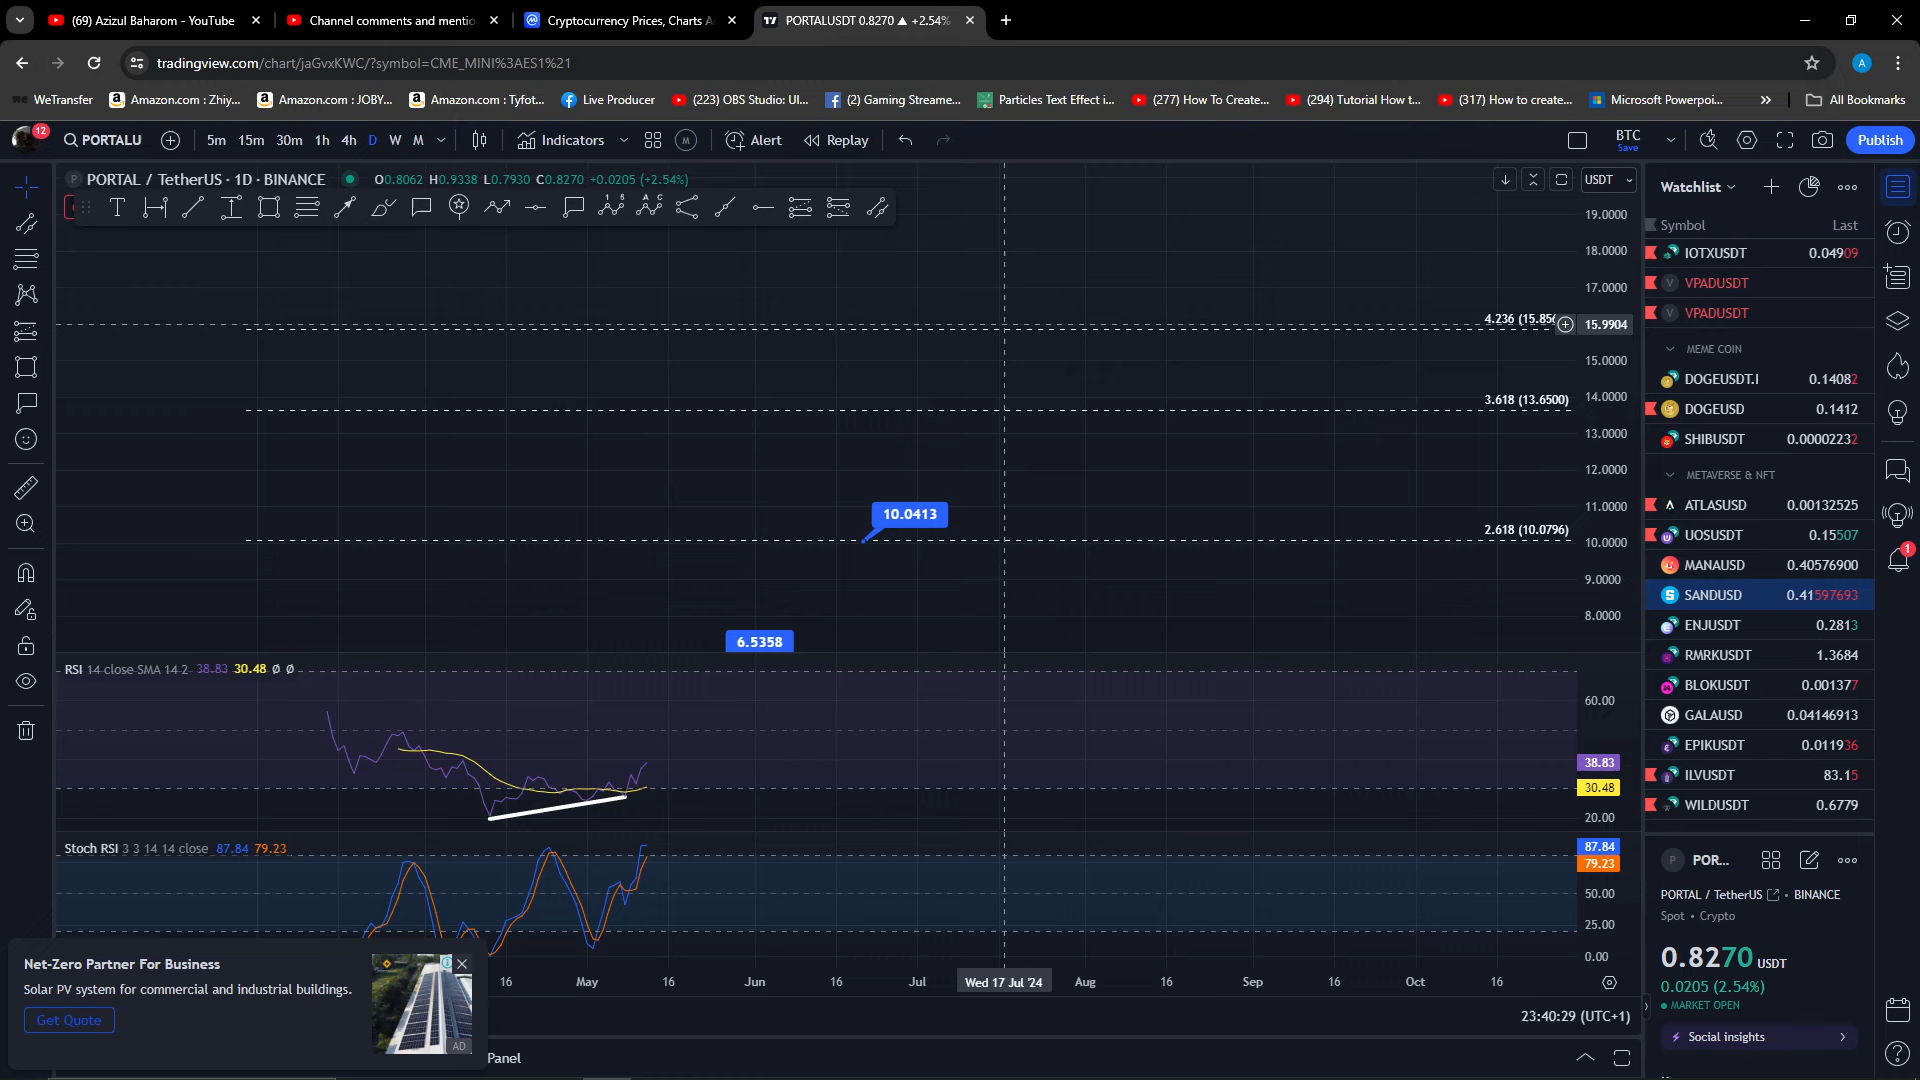 (69) Azizul Baharom - YouTube
Channel comments and mentio
Cryptocurrency Prices, Charts A
PORTALUSDT 0.8270 ▲ +2.54%
tradingview.com/chart/jaGvxKWC/?symbol=CME_MINI%3AES1%21
A
WeTransfer
Amazon.com : Zhiy...
Amazon.com : JOBY...
Amazon.com : Tyfot...
Live Producer
(223) OBS Studio: Ul...
(2) Gaming Streame...
Particles Text Effect i...
(277) How To Create...
(294) Tutorial How t...
(317) How to create...
Microsoft Powerpoi...
All Bookmarks
12
PORTALU
5m 15m 30m 1h 4h D W M
Indicators
M
Alert
Replay
BTC
Save
Publish
P PORTAL / TetherUS · 1D · BINANCE
O0.8062 H0.9338 L0.7930 C0.8270 +0.0205 (+2.54%)
USDT
19.0000
18.0000
17.0000
4.236 (15.856
15.9904
15.0000
3.618 (13.6500)
14.0000
13.0000
12.0000
11.0000
10.0413
2.618 (10.0796)
10.0000
9.0000
8.0000
6.5358
RSI 14 close SMA 14 2 38.83 30.48 Ø Ø
60.00
38.83
30.48
20.00
Stoch RSI 3 3 14 14 close 87.84 79.23
87.84
79.23
50.00
25.00
0.00
16 May 16 Jun 16 Jul Wed 17 Jul '24 Aug 16 Sep Oct 16
23:40:29 (UTC+1)
Panel
Net-Zero Partner For Business
Solar PV system for commercial and industrial buildings.
Get Quote
AD
Watchlist
Symbol Last
IOTXUSDT 0.04909
V VPADUSDT
V VPADUSDT
MEME COIN
DOGEUSDT.I 0.14082
DOGEUSD 0.1412
SHIBUSDT 0.00002232
METAVERSE & NFT
ATLASUSD 0.00132525
UOSUSDT 0.15507
MANAUSD 0.40576900
SANDUSD 0.41597693
ENJUSDT 0.2813
RMRKUSDT 1.3684
BLOKUSDT 0.001377
GALAUSD 0.04146913
EPIKUSDT 0.011936
ILVUSDT 83.15
WILDUSDT 0.6779
1
P POR...
PORTAL / TetherUS • BINANCE
Spot • Crypto
0.8270 USDT
0.0205 (2.54%)
MARKET OPEN
Social insights